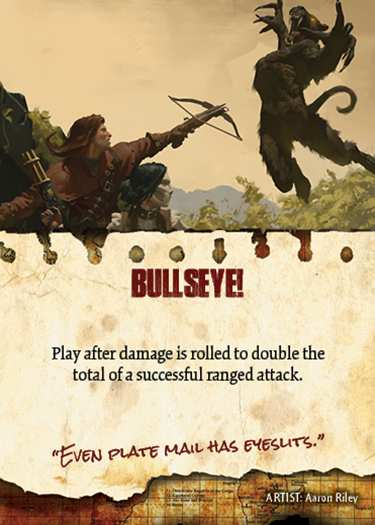 BULLSEYE!
Play after damage is rolled to double the
total of a successful ranged attack.
"EVEN PLATE MAIL HAS EYESLITS."
ARTIST: Aaron Riley